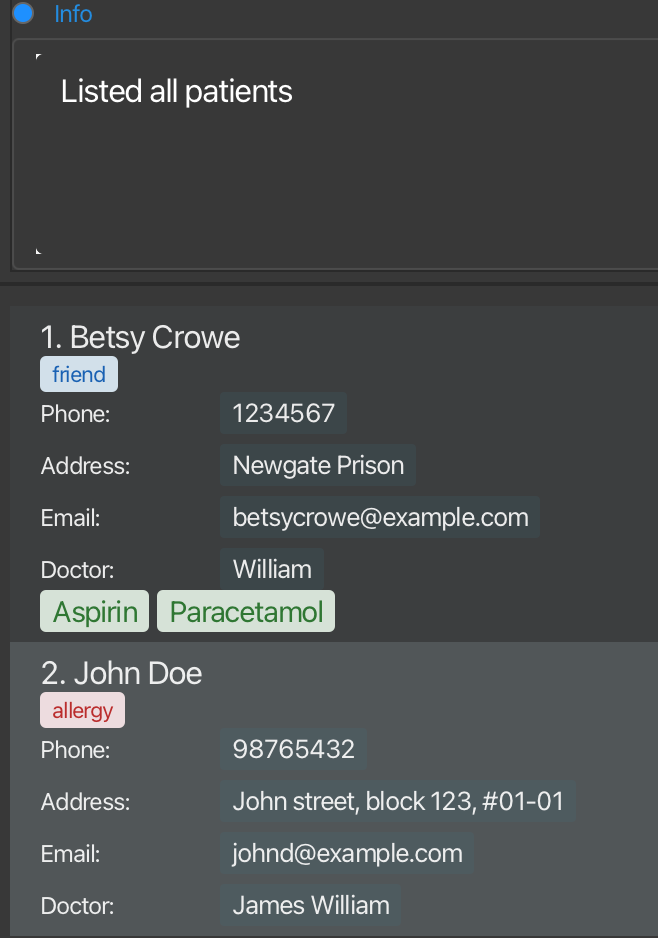 Info
Listed all patients
1. Betsy Crowe
friend
Phone: 1234567
Address: Newgate Prison
Email: betsycrowe@example.com
Doctor: William
Aspirin Paracetamol
2. John Doe
allergy
Phone: 98765432
Address: John street, block 123, #01-01
Email: johnd@example.com
Doctor: James William